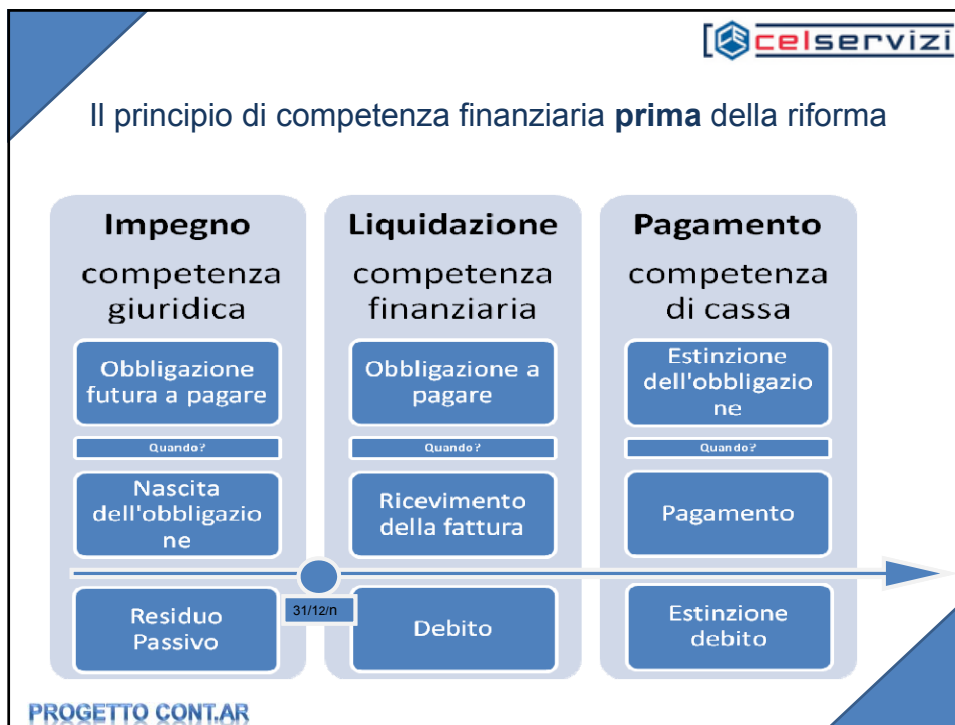 celservizi
Il principio di competenza finanziaria prima della riforma
Impegno
competenza
giuridica
Obbligazione
futura a pagare
Quando?
Nascita
dell'obbligazio
ne
Residuo
Passivo
31/12/n
Liquidazione
competenza
finanziaria
Obbligazione a
pagare
Quando?
Ricevimento
della fattura
Debito
Pagamento
competenza
di cassa
Estinzione
dell'obbligazio
ne
Quando?
Pagamento
Estinzione
debito
PROGETTO CONT.AR